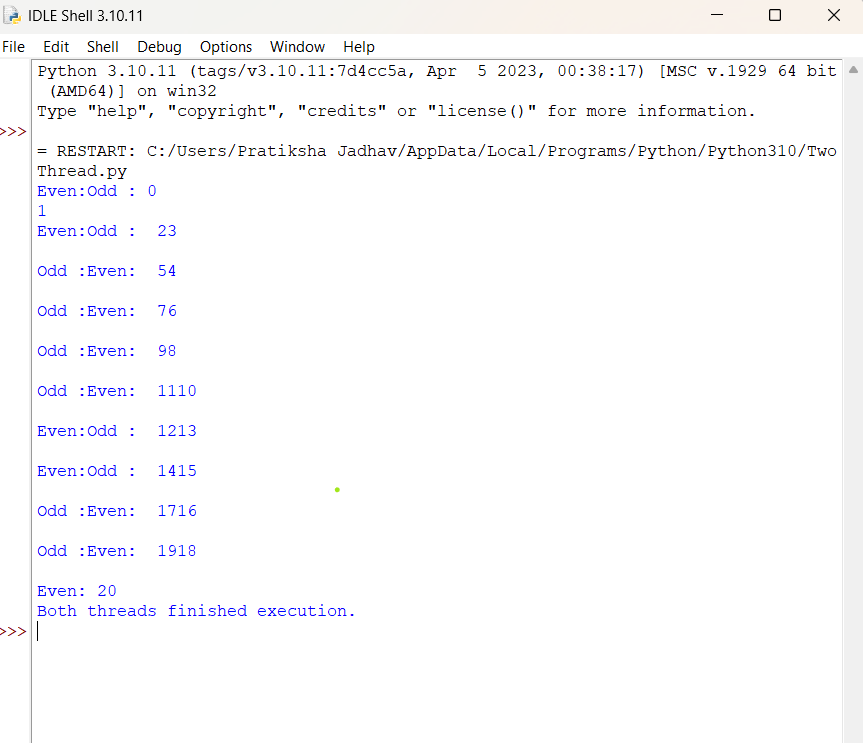 IDLE Shell 3.10.11
File Edit Shell Debug Options Window Help
Python 3.10.11 (tags/v3.10.11:7d4cc5a, Apr  5 2023, 00:38:17) [MSC v.1929 64 bit
(AMD64)] on win32
Type "help", "copyright", "credits" or "license()" for more information.
>>>
= RESTART: C:/Users/Pratiksha Jadhav/AppData/Local/Programs/Python/Python310/Two
Thread.py
Even:Odd : 0
1
Even:Odd :  23
Odd :Even:  54
Odd :Even:  76
Odd :Even:  98
Odd :Even:  1110
Even:Odd :  1213
Even:Odd :  1415
Odd :Even:  1716
Odd :Even:  1918
Even: 20
Both threads finished execution.
>>>